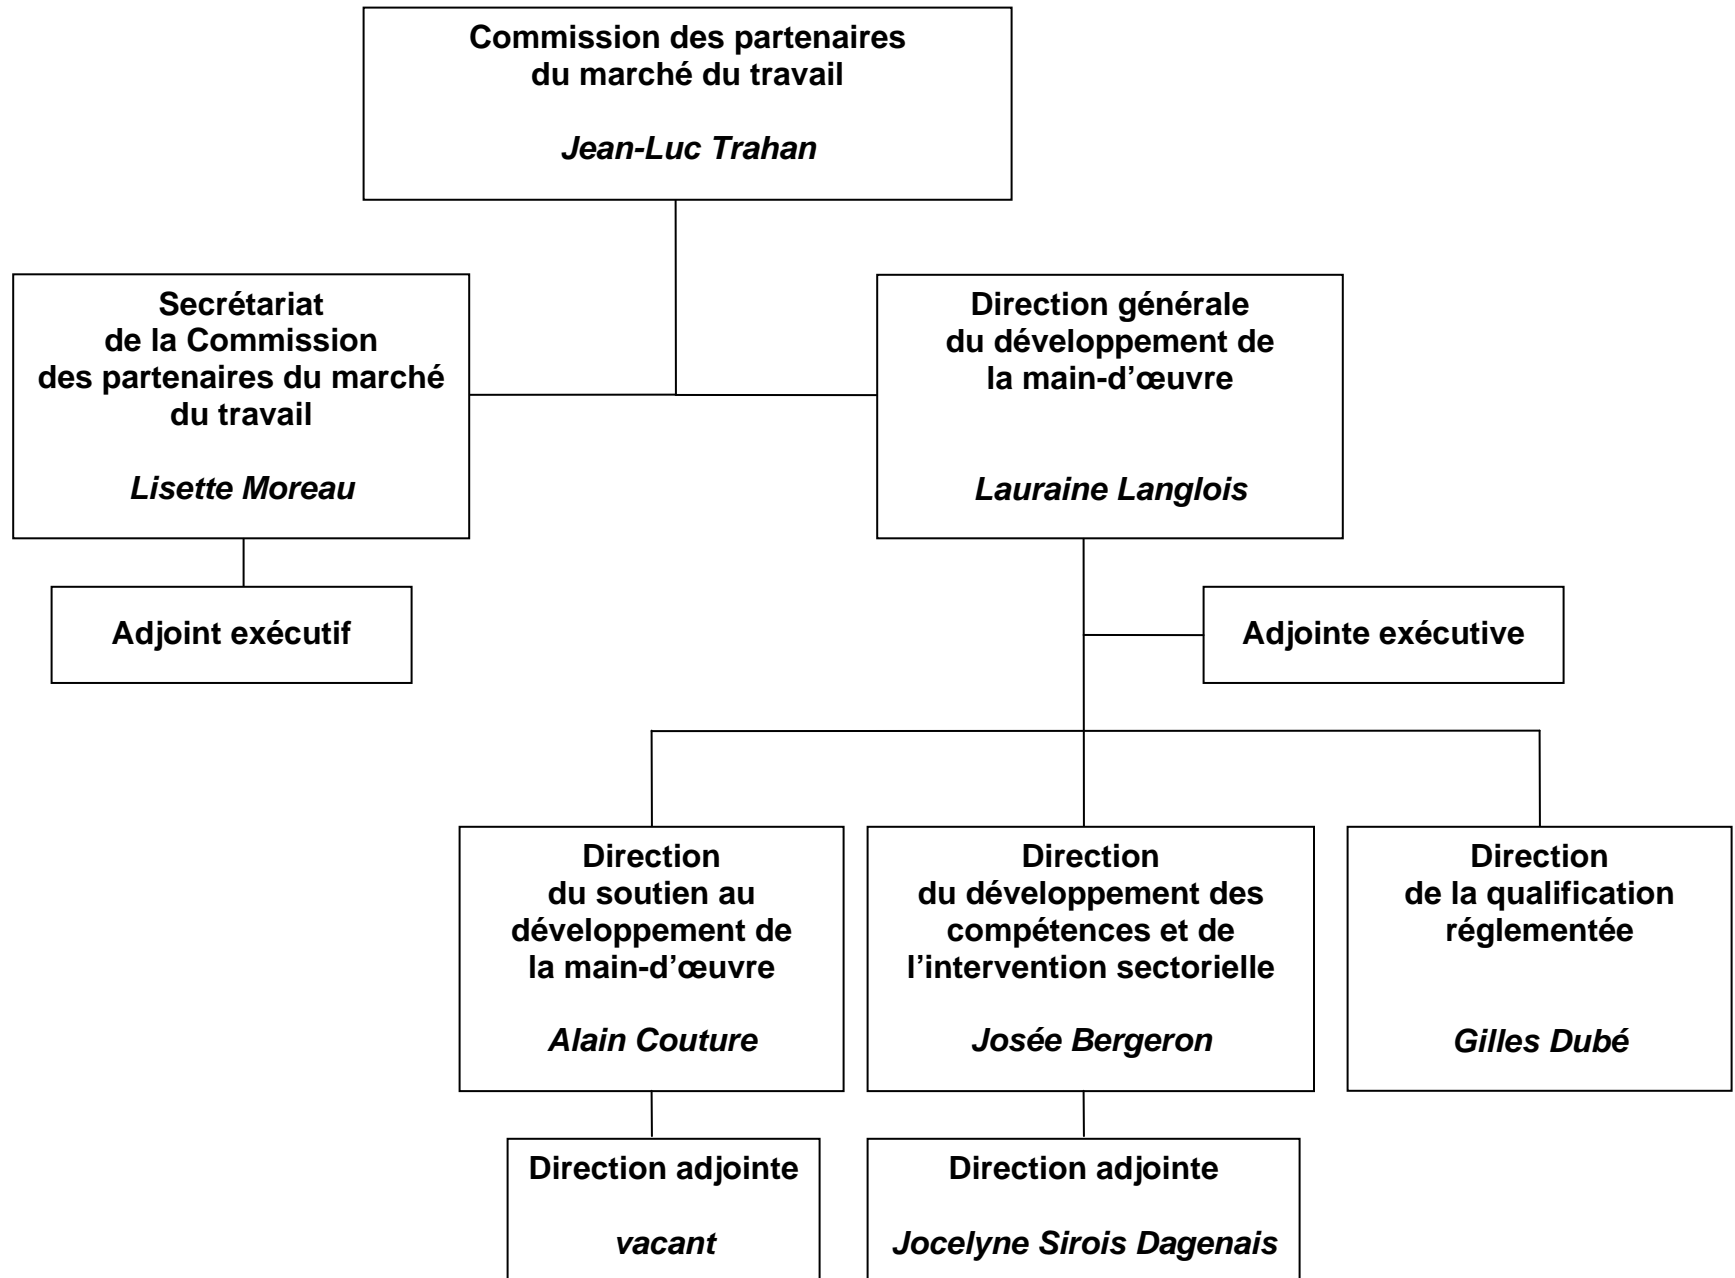 Commission des partenaires
du marché du travail
Jean-Luc Trahan
Secrétariat
de la Commission
des partenaires du marché
du travail
Lisette Moreau
Direction générale
du développement de
la main-d'œuvre
Lauraine Langlois
Adjoint exécutif
Adjointe exécutive
Direction
du soutien au
développement de
la main-d'œuvre
Alain Couture
Direction
du développement des
compétences et de
l'intervention sectorielle
Josée Bergeron
Direction
de la qualification
réglementée
Gilles Dubé
Direction adjointe
vacant
Direction adjointe
Jocelyne Sirois Dagenais